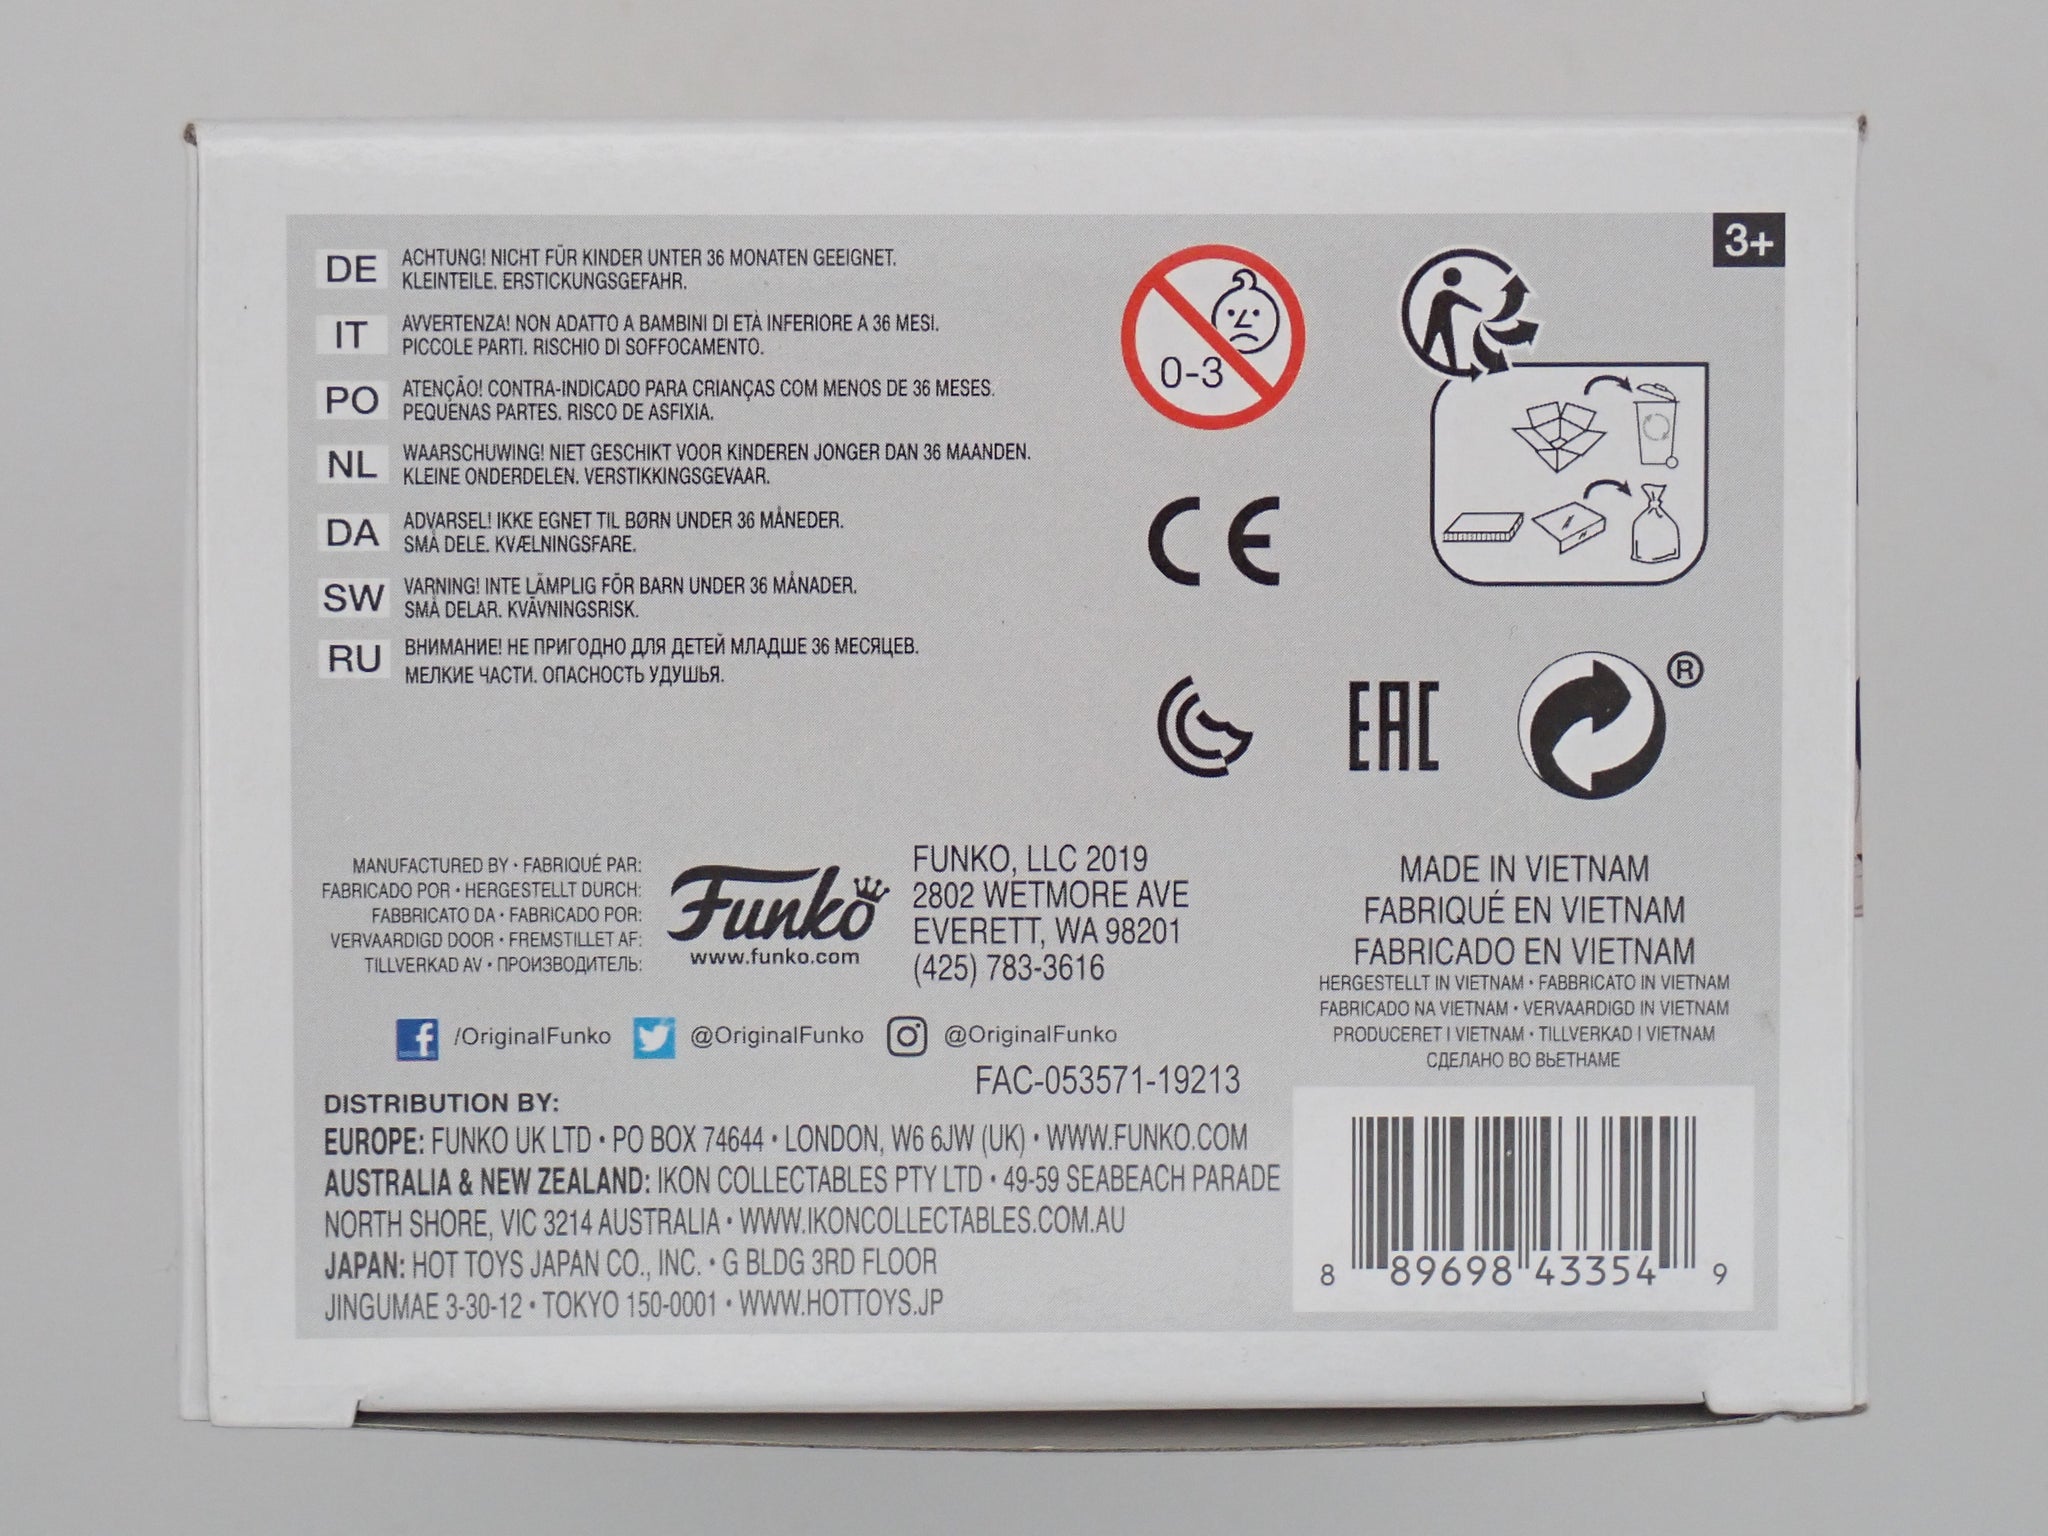 3+
DE
ACHTUNG! NICHT FÜR KINDER UNTER 36 MONATEN GEEIGNET.
KLEINTEILE. ERSTICKUNGSGEFAHR.
IT
AVVERTENZA! NON ADATTO A BAMBINI DI ETÀ INFERIORE A 36 MESI.
PICCOLE PARTI. RISCHIO DI SOFFOCAMENTO.
PO
ATENÇÃO! CONTRA-INDICADO PARA CRIANÇAS COM MENOS DE 36 MESES.
PEQUENAS PARTES. RISCO DE ASFIXIA.
NL
WAARSCHUWING! NIET GESCHIKT VOOR KINDEREN JONGER DAN 36 MAANDEN.
KLEINE ONDERDELEN. VERSTIKKINGSGEVAAR.
DA
ADVARSEL! IKKE EGNET TIL BØRN UNDER 36 MÅNEDER.
SMÅ DELE. KVÆLNINGSFARE.
SW
VARNING! INTE LÄMPLIG FÖR BARN UNDER 36 MÅNADER.
SMÅ DELAR. KVÄVNINGSRISK.
RU
ВНИМАНИЕ! НЕ ПРИГОДНО ДЛЯ ДЕТЕЙ МЛАДШЕ 36 МЕСЯЦЕВ.
МЕЛКИЕ ЧАСТИ. ОПАСНОСТЬ УДУШЬЯ.
0-3
CE
EAC
®
MANUFACTURED BY • FABRIQUÉ PAR:
FABRICADO POR • HERGESTELLT DURCH:
FABBRICATO DA • FABRICADO POR:
VERVAARDIGD DOOR • FREMSTILLET AF:
TILLVERKAD AV • ПРОИЗВОДИТЕЛЬ:
Funko
www.funko.com
FUNKO, LLC 2019
2802 WETMORE AVE
EVERETT, WA 98201
(425) 783-3616
MADE IN VIETNAM
FABRIQUÉ EN VIETNAM
FABRICADO EN VIETNAM
HERGESTELLT IN VIETNAM • FABBRICATO IN VIETNAM
FABRICADO NA VIETNAM • VERVAARDIGD IN VIETNAM
PRODUCERET I VIETNAM • TILLVERKAD I VIETNAM
СДЕЛАНО ВО ВЬЕТНАМЕ
f /OriginalFunko @OriginalFunko @OriginalFunko
FAC-053571-19213
DISTRIBUTION BY:
EUROPE: FUNKO UK LTD • PO BOX 74644 • LONDON, W6 6JW (UK) • WWW.FUNKO.COM
AUSTRALIA & NEW ZEALAND: IKON COLLECTABLES PTY LTD • 49-59 SEABEACH PARADE
NORTH SHORE, VIC 3214 AUSTRALIA • WWW.IKONCOLLECTABLES.COM.AU
JAPAN: HOT TOYS JAPAN CO., INC. • G BLDG 3RD FLOOR
JINGUMAE 3-30-12 • TOKYO 150-0001 • WWW.HOTTOYS.JP
8 89698 43354 9